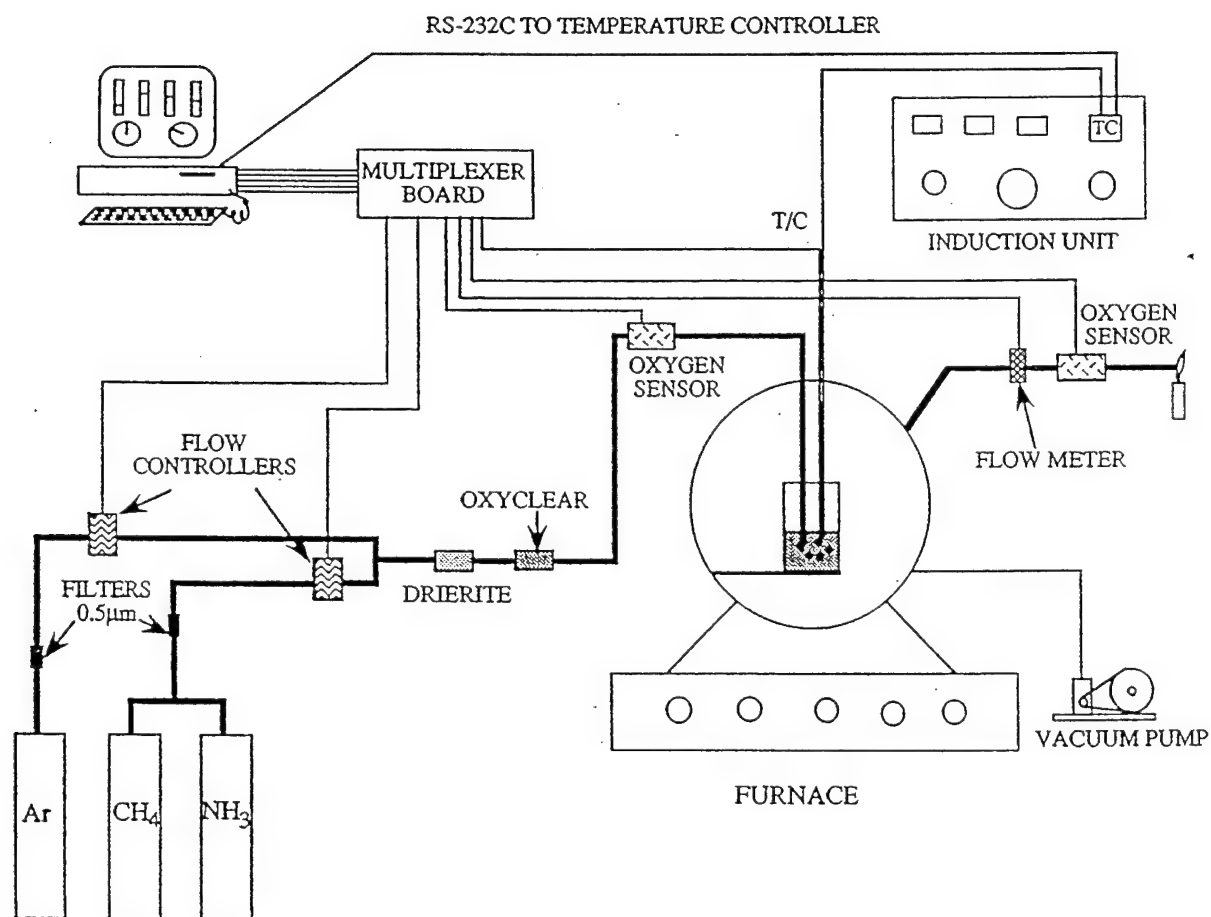 RS-232C TO TEMPERATURE CONTROLLER
MULTIPLEXER
BOARD
TC
T/C
INDUCTION UNIT
OXYGEN
SENSOR
OXYGEN
SENSOR
FLOW METER
FLOW
CONTROLLERS
OXYCLEAR
DRIERITE
FILTERS
0.5µm
VACUUM PUMP
FURNACE
Ar
CH4
NH3